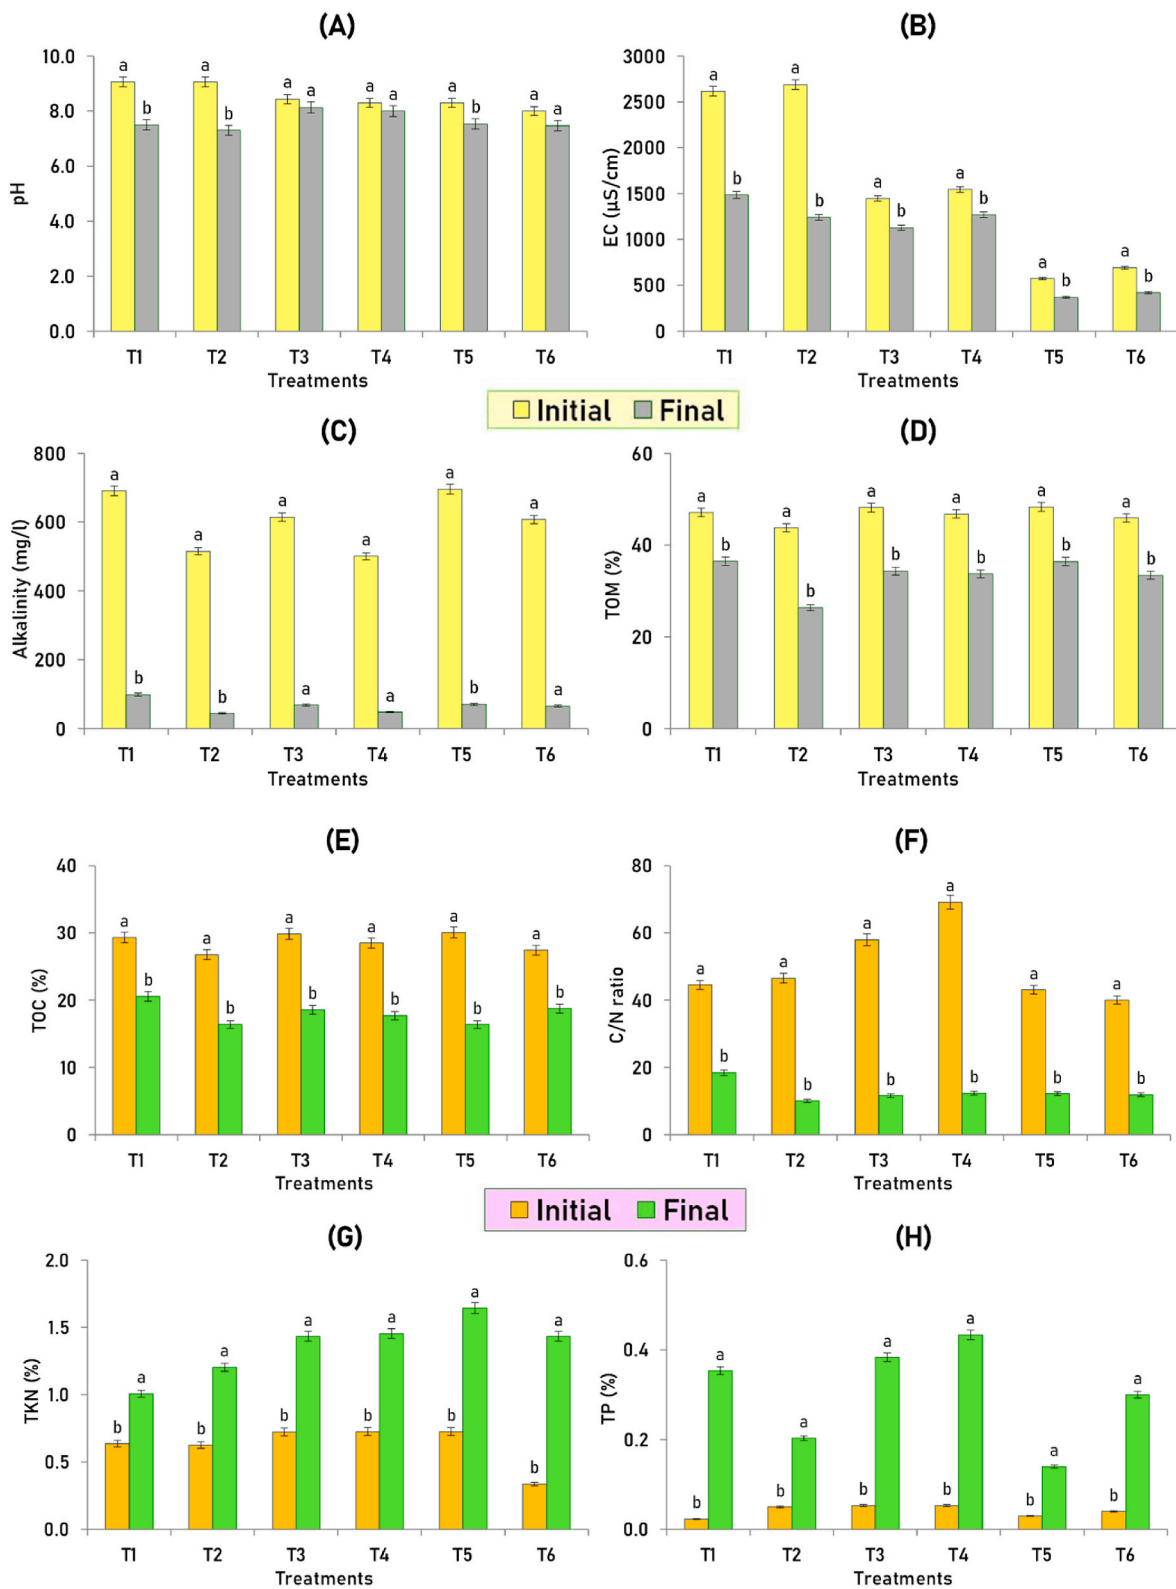 (A)
10.0
8.0
6.0
4.0
2.0
0.0
pH
a a a a a a
b b a a b a
T1 T2 T3 T4 T5 T6
Treatments
(B)
3000
2500
2000
1500
1000
500
0
EC (µS/cm)
a a a a a a
b b b b b b
T1 T2 T3 T4 T5 T6
Treatments
Initial Final
(C)
800
600
400
200
0
Alkalinity (mg/l)
a a a a a a
b b a a b a
T1 T2 T3 T4 T5 T6
Treatments
(D)
60
40
20
0
TOM (%)
a a a a a a
b b b b b b
T1 T2 T3 T4 T5 T6
Treatments
(E)
40
30
20
10
0
TOC (%)
a a a a a a
b b b b b b
T1 T2 T3 T4 T5 T6
Treatments
(F)
80
60
40
20
0
C/N ratio
a a a a a a
b b b b b b
T1 T2 T3 T4 T5 T6
Treatments
Initial Final
(G)
2.0
1.5
1.0
0.5
0.0
TKN (%)
a a a a a a
b b b b b b
T1 T2 T3 T4 T5 T6
Treatments
(H)
0.6
0.4
0.2
0.0
TP (%)
a a a a a a
b b b b b b
T1 T2 T3 T4 T5 T6
Treatments